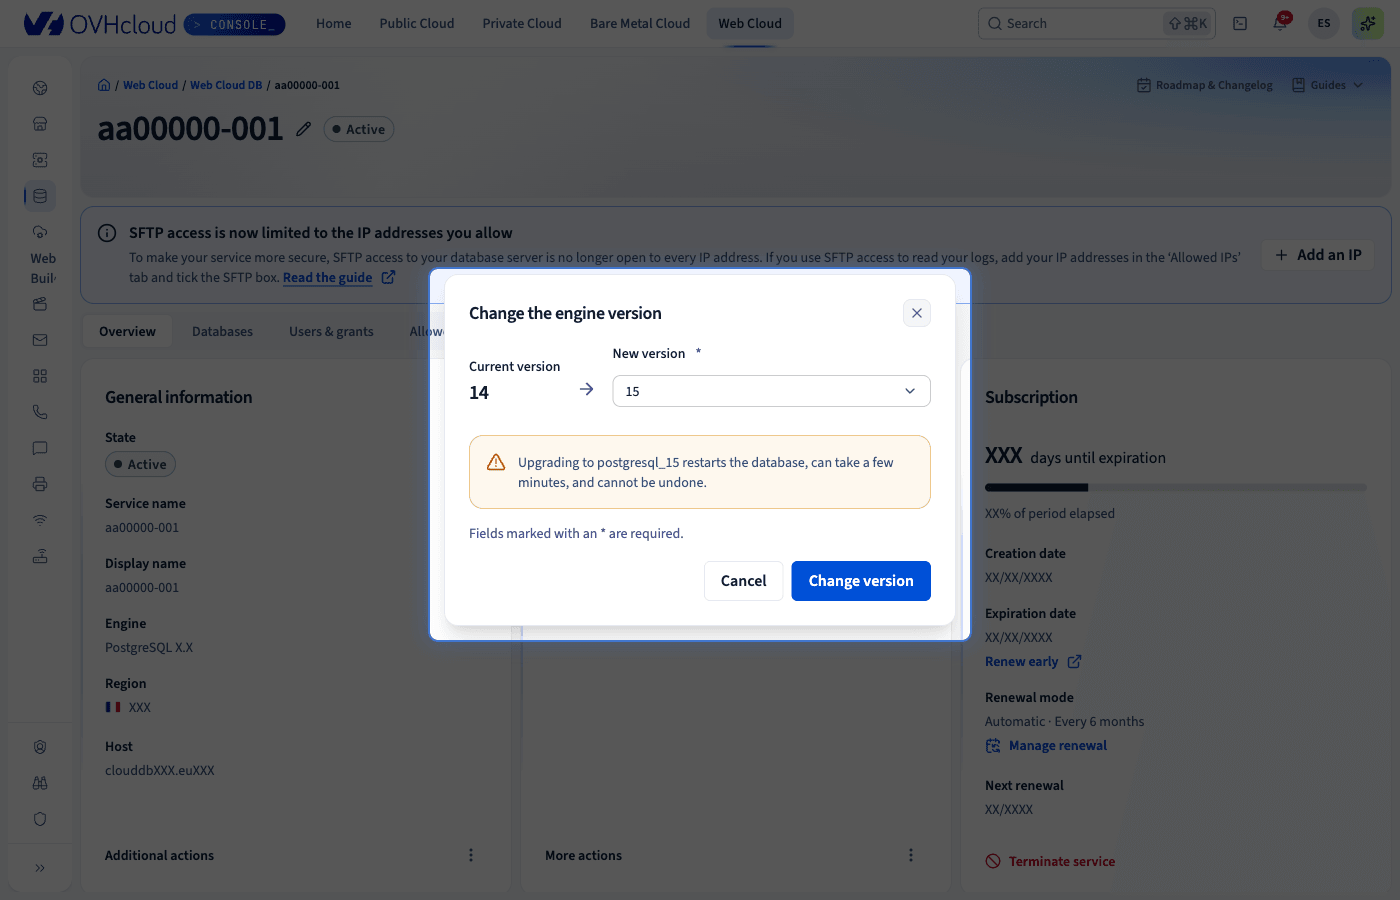 OVHcloud
> CONSOLE_
Home
Public Cloud
Private Cloud
Bare Metal Cloud
Web Cloud
Search
⇧⌘K
9+
ES
/ Web Cloud / Web Cloud DB / aa00000-001
Roadmap & Changelog
Guides
aa00000-001
Active
SFTP access is now limited to the IP addresses you allow
To make your service more secure, SFTP access to your database server is no longer open to every IP address. If you use SFTP access to read your logs, add your IP addresses in the ‘Allowed IPs’
tab and tick the SFTP box. Read the guide
Add an IP
Web
Buil
Overview
Databases
Users & grants
Allow
Change the engine version
Current version
14
New version *
15
Upgrading to postgresql_15 restarts the database, can take a few
minutes, and cannot be undone.
Fields marked with an * are required.
Cancel
Change version
General information
State
Active
Service name
aa00000-001
Display name
aa00000-001
Engine
PostgreSQL X.X
Region
XXX
Host
clouddbXXX.euXXX
Additional actions
More actions
Subscription
XXX days until expiration
XX% of period elapsed
Creation date
XX/XX/XXXX
Expiration date
XX/XX/XXXX
Renew early
Renewal mode
Automatic · Every 6 months
Manage renewal
Next renewal
XX/XXXX
Terminate service